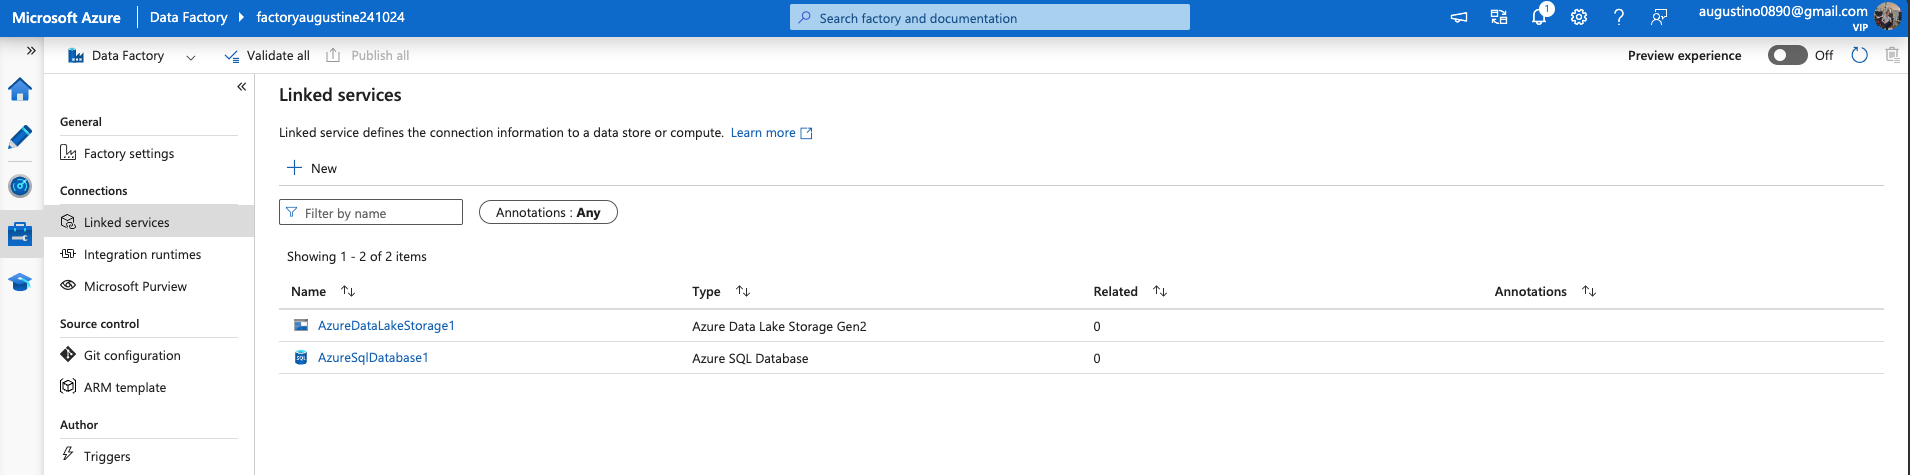 Microsoft Azure Data Factory factoryaugustine241024 Search factory and documentation 1 augustino0890@gmail.com
VIP
Data Factory Validate all Publish all Preview experience Off
General
Factory settings
Connections
Linked services
Integration runtimes
Microsoft Purview
Source control
Git configuration
ARM template
Author
Triggers
Linked services
Linked service defines the connection information to a data store or compute. Learn more
New
Filter by name Annotations : Any
Showing 1 - 2 of 2 items
Name Type Related Annotations
AzureDataLakeStorage1 Azure Data Lake Storage Gen2 0
SQL AzureSqlDatabase1 Azure SQL Database 0